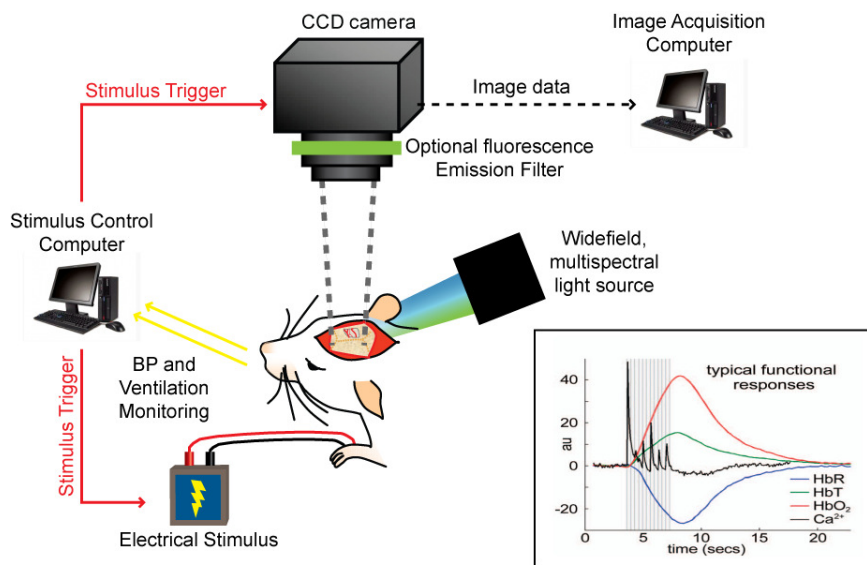 CCD camera
Image Acquisition
Computer
Stimulus Trigger
Image data
Optional fluorescence
Emission Filter
Stimulus Control
Computer
Widefield,
multispectral
light source
BP and
Ventilation
Monitoring
Stimulus Trigger
Electrical Stimulus
typical functional
responses
40
20
0
-20
au
HbR
HbT
HbO₂
Ca²⁺
0
5
10
15
20
time (secs)